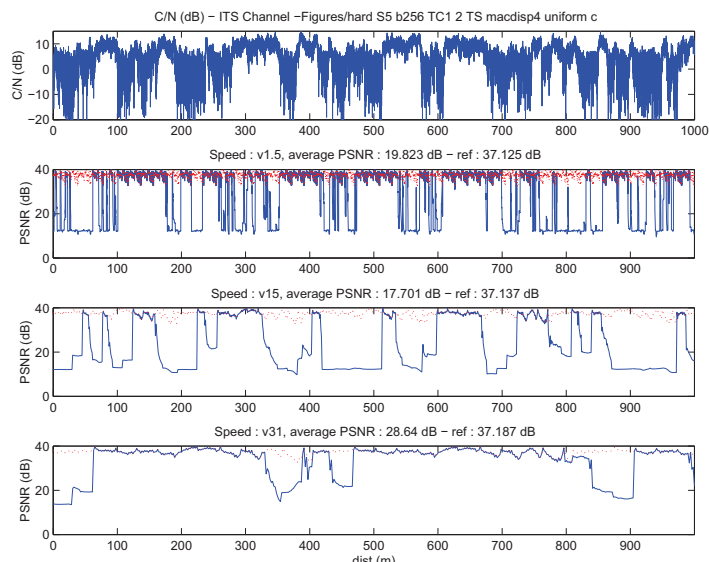 C/N (dB) − ITS Channel −Figures/hard S5 b256 TC1 2 TS macdisp4 uniform c
C/N (dB)
10
0
−10
−20
0 100 200 300 400 500 600 700 800 900 1000
Speed : v1.5, average PSNR : 19.823 dB − ref : 37.125 dB
PSNR (dB)
40
20
0
0 100 200 300 400 500 600 700 800 900
Speed : v15, average PSNR : 17.701 dB − ref : 37.137 dB
PSNR (dB)
40
20
0
0 100 200 300 400 500 600 700 800 900
Speed : v31, average PSNR : 28.64 dB − ref : 37.187 dB
PSNR (dB)
40
20
0
0 100 200 300 400 500 600 700 800 900
dist (m)